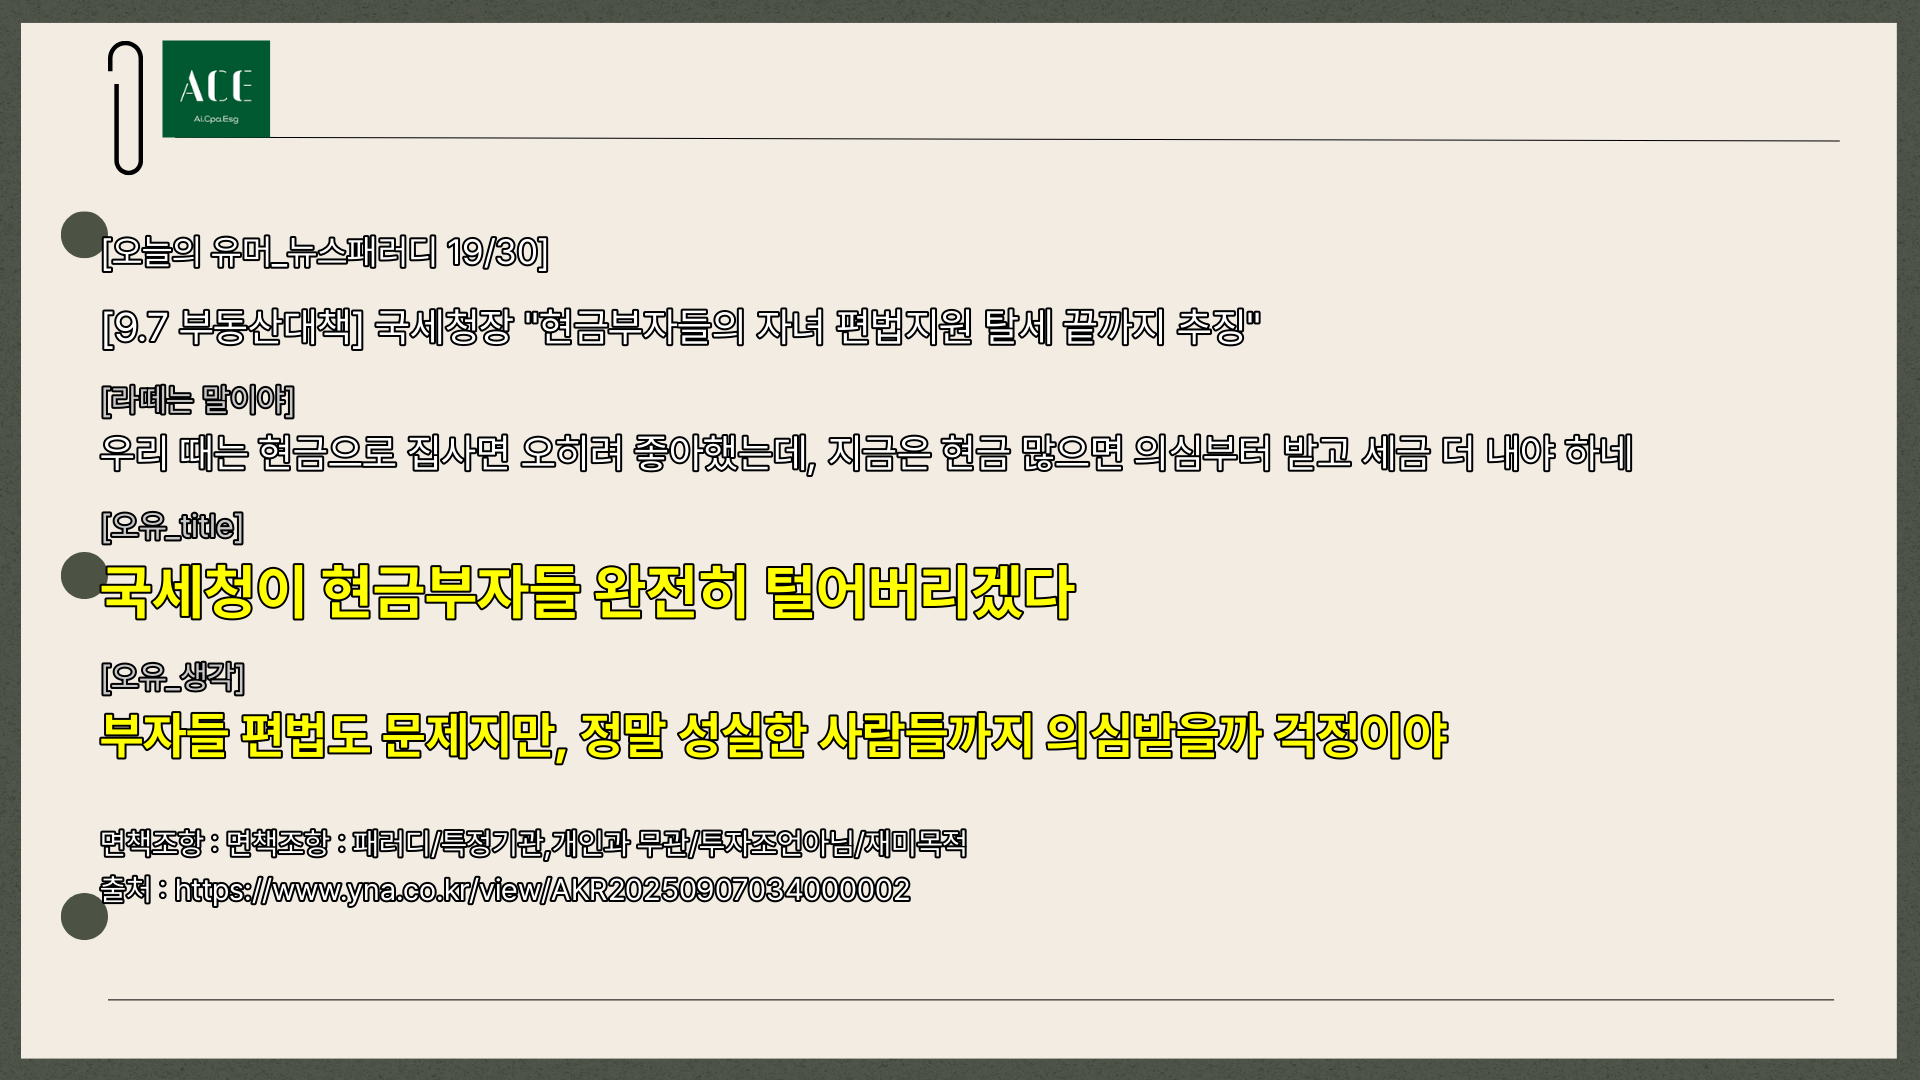 ACE
Ai.Cpa.Esg
[오늘의 유머_뉴스패러디 19/30]
[9.7 부동산대책] 국세청장 "현금부자들의 자녀 편법지원 탈세 끝까지 추징"
[라떼는 말이야]
우리 때는 현금으로 집사면 오히려 좋아했는데, 지금은 현금 많으면 의심부터 받고 세금 더 내야 하네
[오유_title]
국세청이 현금부자들 완전히 털어버리겠다
[오유_생각]
부자들 편법도 문제지만, 정말 성실한 사람들까지 의심받을까 걱정이야
면책조항 : 면책조항 : 패러디/특정기관,개인과 무관/투자조언아님/재미목적
출처 : https://www.yna.co.kr/view/AKR20250907034000002